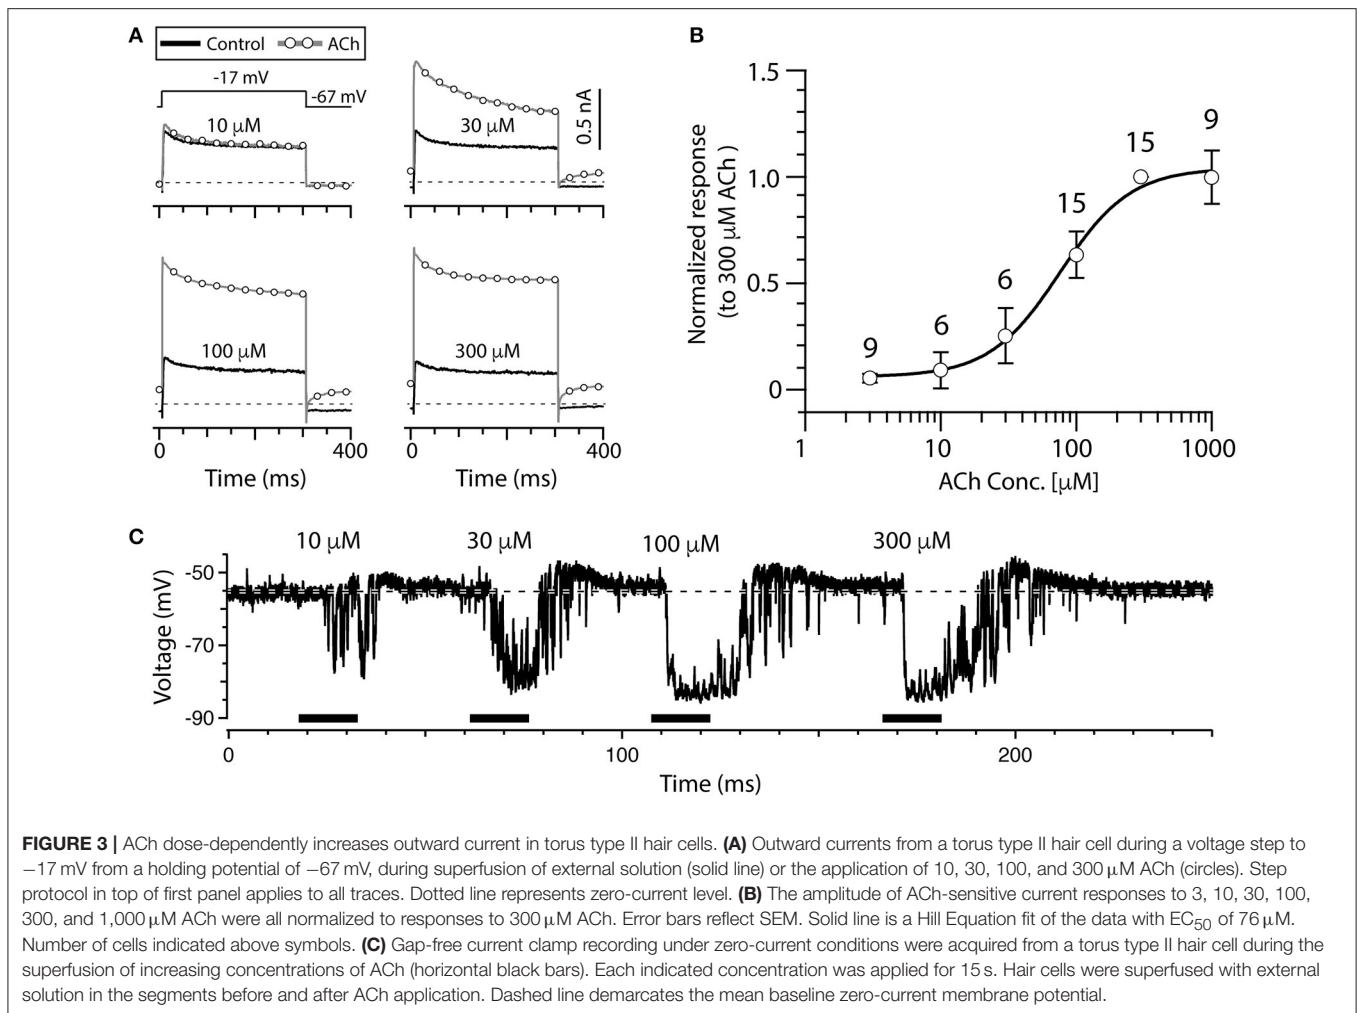 A
Control
ACh
-17 mV
-67 mV
10 μM
30 μM
0.5 nA
100 μM
300 μM
0
400
0
400
Time (ms)
Time (ms)
B
Normalized response
(to 300 μM ACh )
1.5
1.0
0.5
0
9
6
6
15
15
9
1
10
100
1000
ACh Conc. [μM]
C
10 μM
30 μM
100 μM
300 μM
Voltage (mV)
-50
-70
-90
0
100
200
Time (ms)
FIGURE 3 | ACh dose-dependently increases outward current in torus type II hair cells. (A) Outward currents from a torus type II hair cell during a voltage step to
−17 mV from a holding potential of −67 mV, during superfusion of external solution (solid line) or the application of 10, 30, 100, and 300 μM ACh (circles). Step
protocol in top of first panel applies to all traces. Dotted line represents zero-current level. (B) The amplitude of ACh-sensitive current responses to 3, 10, 30, 100,
300, and 1,000 μM ACh were all normalized to responses to 300 μM ACh. Error bars reflect SEM. Solid line is a Hill Equation fit of the data with EC50 of 76 μM.
Number of cells indicated above symbols. (C) Gap-free current clamp recording under zero-current conditions were acquired from a torus type II hair cell during the
superfusion of increasing concentrations of ACh (horizontal black bars). Each indicated concentration was applied for 15 s. Hair cells were superfused with external
solution in the segments before and after ACh application. Dashed line demarcates the mean baseline zero-current membrane potential.